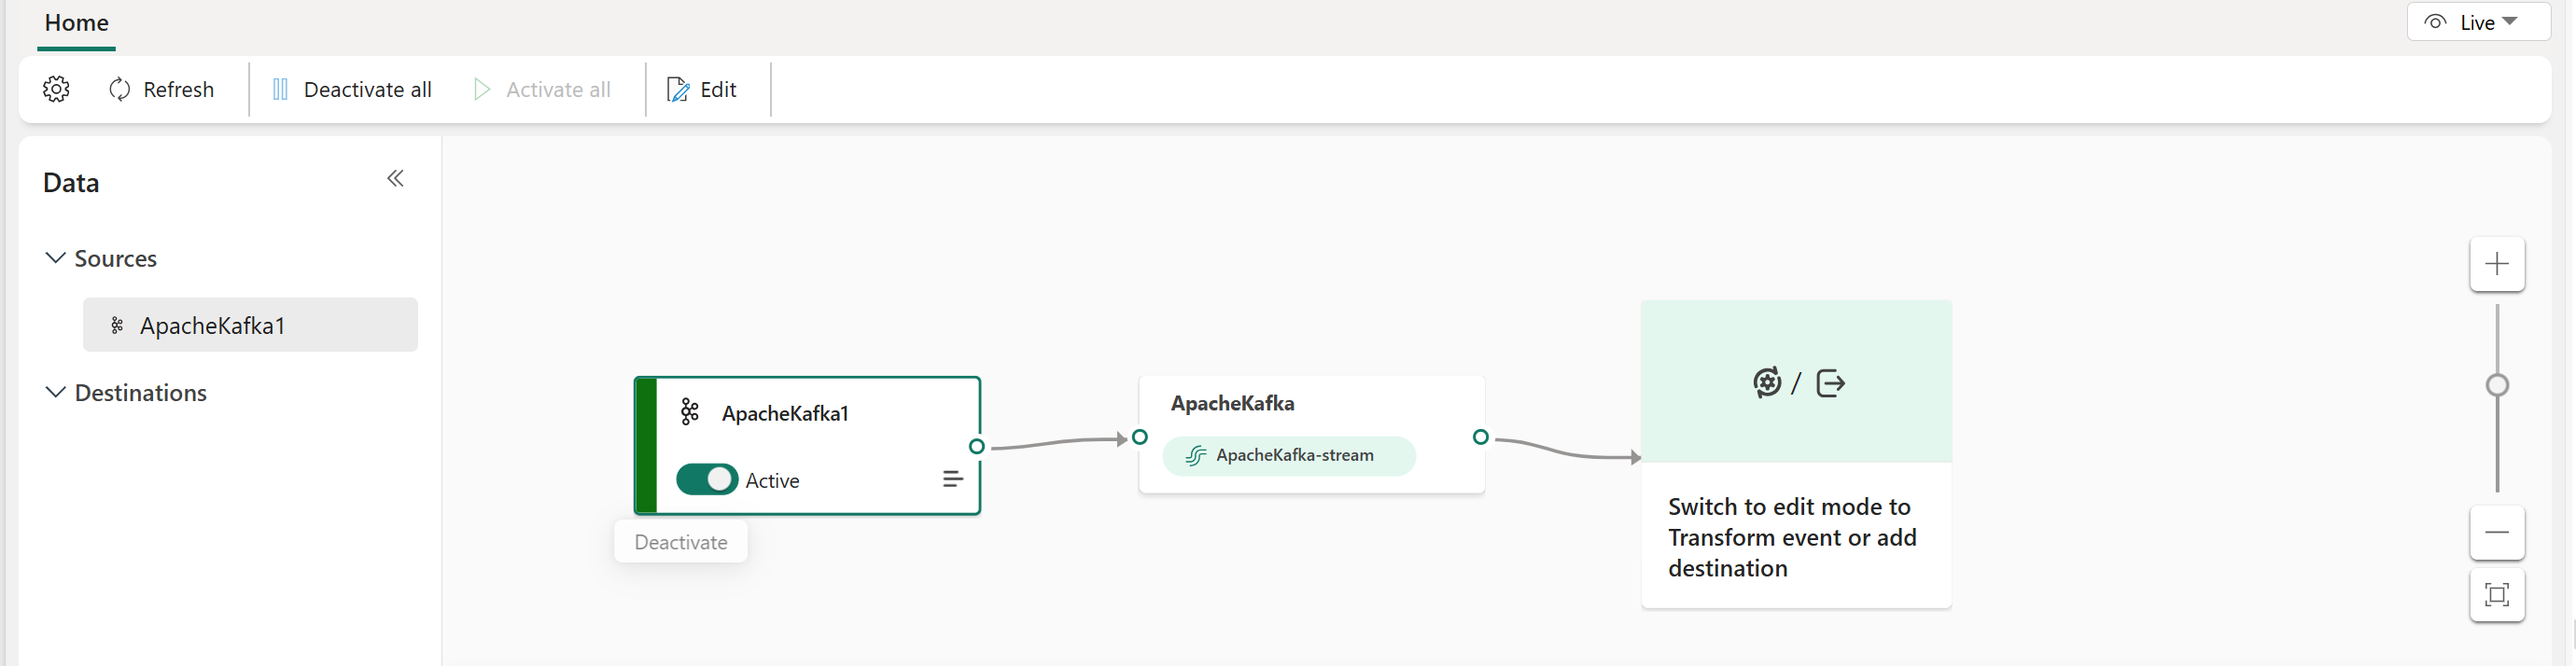 Home
Live
Refresh
Deactivate all
Activate all
Edit
Data
Sources
ApacheKafka1
Destinations
ApacheKafka1
Active
Deactivate
ApacheKafka
ApacheKafka-stream
/
Switch to edit mode to
Transform event or add
destination